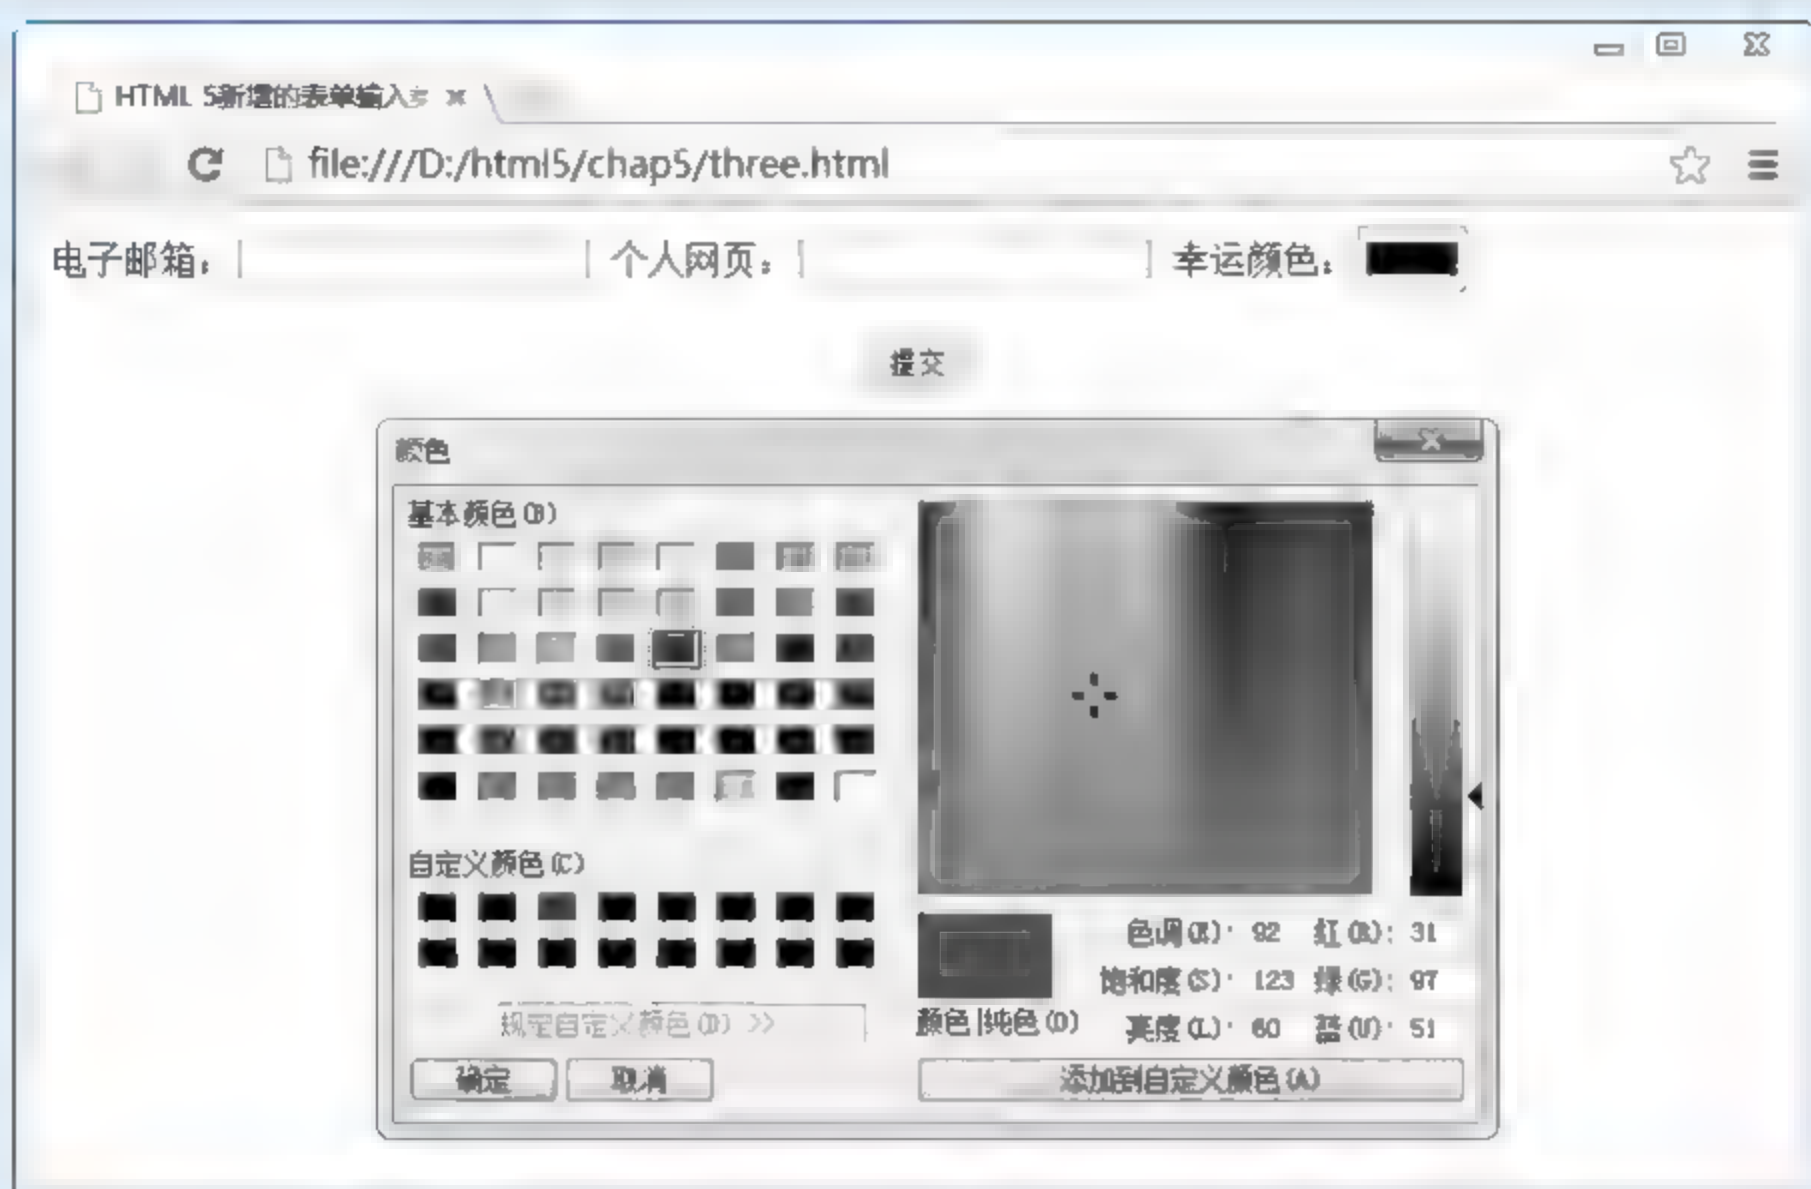 HTML 5新增的表单输入
file:///D:/html5/chap5/three.html
电子邮箱: 个人网页: 幸运颜色:
提交
颜色
基本颜色(B)
自定义颜色(C)
规定自定义颜色(D) >>
确定 取消
色调(E): 92 红(R): 31
饱和度(S): 123 绿(G): 97
颜色|纯色(O) 亮度(L): 60 蓝(U): 51
添加到自定义颜色(A)